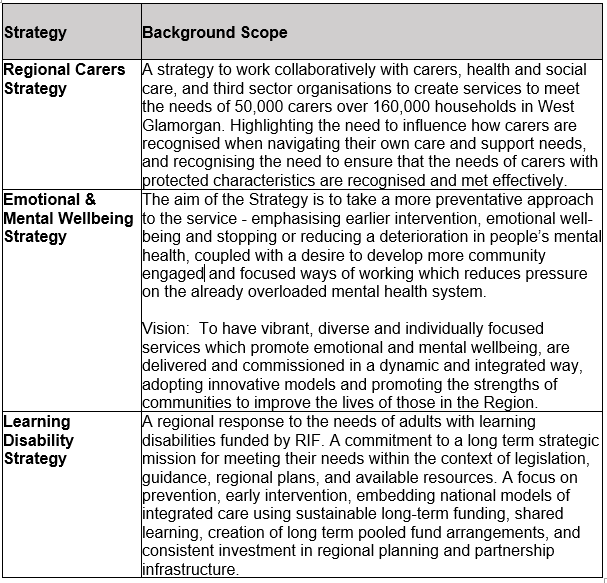 Strategy
Background Scope
Regional Carers
Strategy
A strategy to work collaboratively with carers, health and social
care, and third sector organisations to create services to meet
the needs of 50,000 carers over 160,000 households in West
Glamorgan. Highlighting the need to influence how carers are
recognised when navigating their own care and support needs,
and recognising the need to ensure that the needs of carers with
protected characteristics are recognised and met effectively.
Emotional &
Mental Wellbeing
Strategy
The aim of the Strategy is to take a more preventative approach
to the service - emphasising earlier intervention, emotional well-
being and stopping or reducing a deterioration in people's mental
health, coupled with a desire to develop more community
engaged and focused ways of working which reduces pressure
on the already overloaded mental health system.
Vision: To have vibrant, diverse and individually focused
services which promote emotional and mental wellbeing, are
delivered and commissioned in a dynamic and integrated way,
adopting innovative models and promoting the strengths of
communities to improve the lives of those in the Region.
Learning
Disability
Strategy
A regional response to the needs of adults with learning
disabilities funded by RIF. A commitment to a long term strategic
mission for meeting their needs within the context of legislation,
guidance, regional plans, and available resources. A focus on
prevention, early intervention, embedding national models of
integrated care using sustainable long-term funding, shared
learning, creation of long term pooled fund arrangements, and
consistent investment in regional planning and partnership
infrastructure.